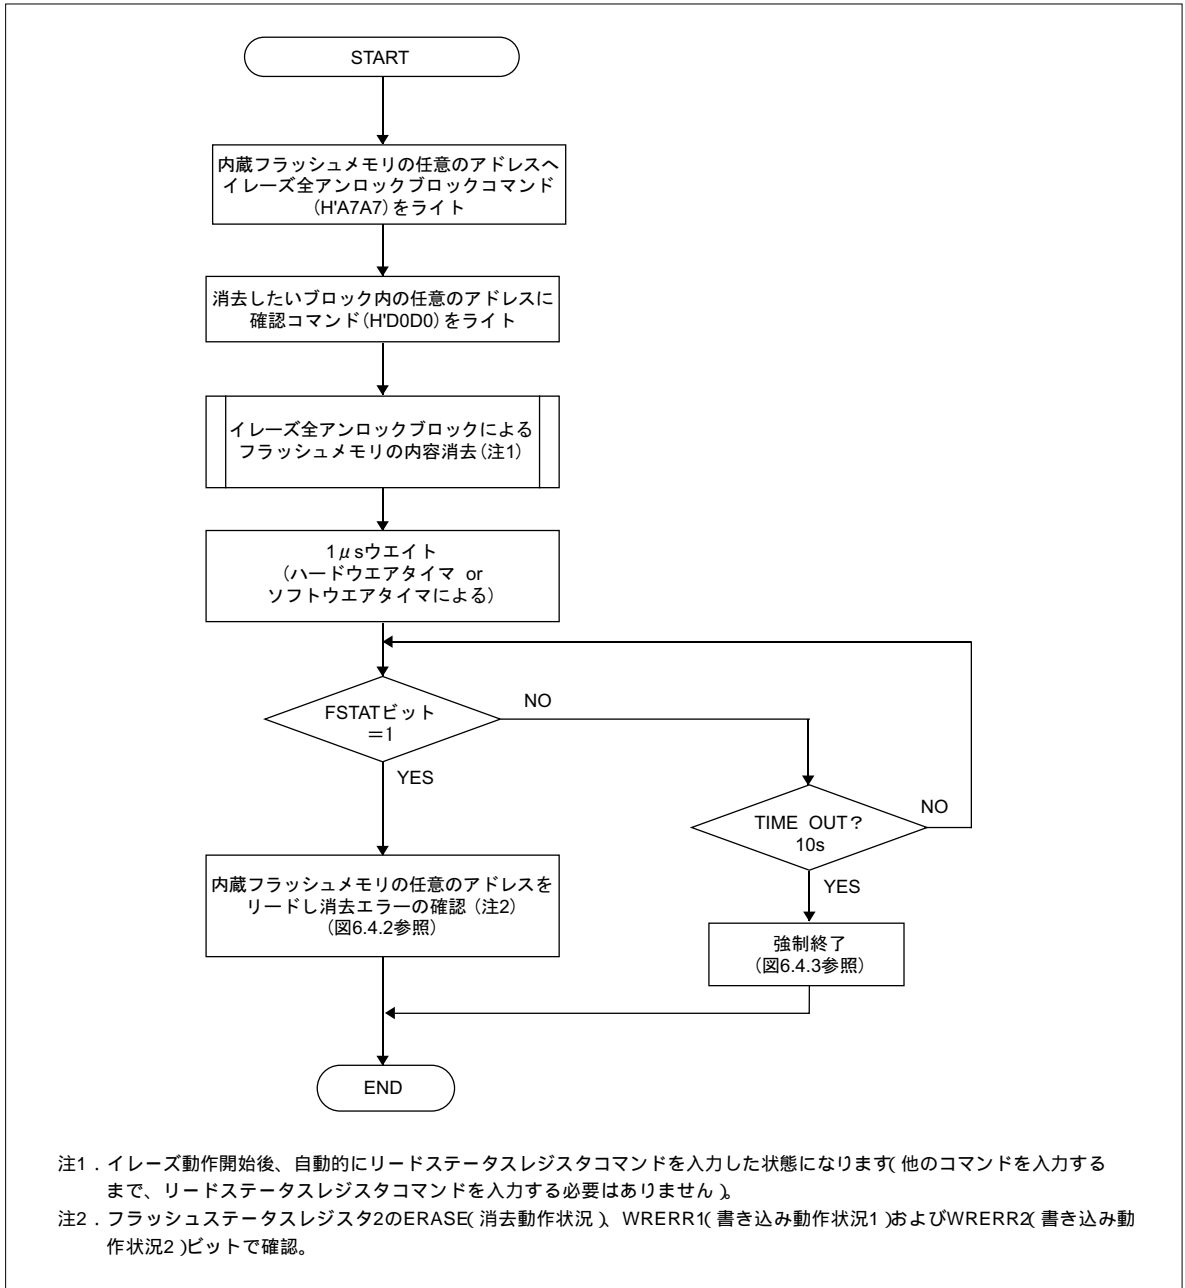 START
内蔵フラッシュメモリの任意のアドレスへ
イレーズ全アンロックブロックコマンド
(H'A7A7)をライト
消去したいブロック内の任意のアドレスに
確認コマンド(H'D0D0)をライト
イレーズ全アンロックブロックによる
フラッシュメモリの内容消去(注1)
1μsウエイト
(ハードウエアタイマ or
ソフトウエアタイマによる)
FSTATビット
=1
NO
YES
TIME OUT?
10s
NO
YES
内蔵フラッシュメモリの任意のアドレスを
リードし消去エラーの確認(注2)
(図6.4.2参照)
強制終了
(図6.4.3参照)
END
注1.イレーズ動作開始後、自動的にリードステータスレジスタコマンドを入力した状態になります(他のコマンドを入力する
まで、リードステータスレジスタコマンドを入力する必要はありません)。
注2.フラッシュステータスレジスタ2のERASE(消去動作状況)、WRERR1(書き込み動作状況1)およびWRERR2(書き込み動
作状況2)ビットで確認。